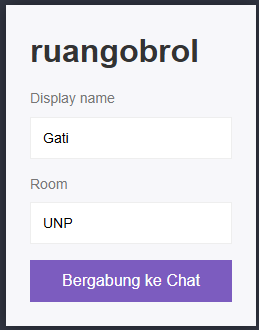 ruangobrol
Display name
Gati
Room
UNP
Bergabung ke Chat